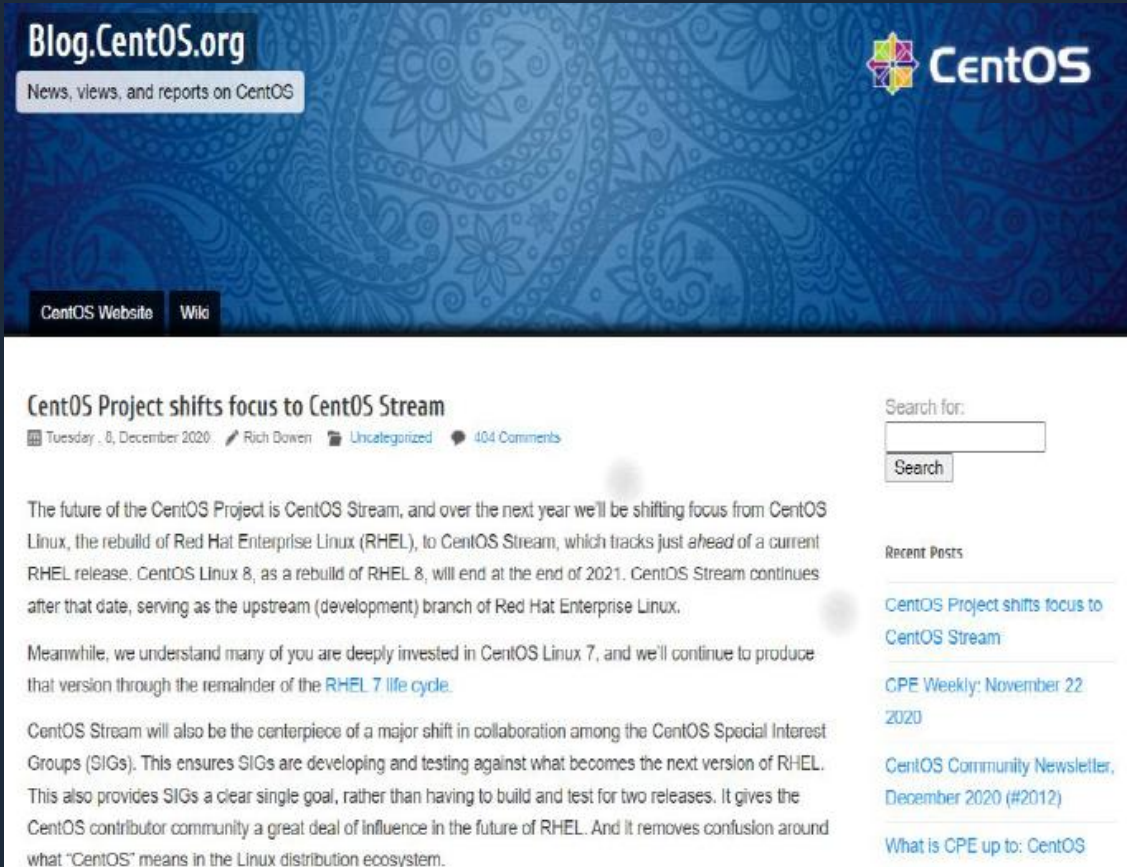 Blog.CentOS.org
CentOS
News, views, and reports on CentOS
CentOS Website
Wiki
CentOS Project shifts focus to CentOS Stream
Tuesday , 8, December 2020 Rich Bowen Uncategorized 404 Comments
The future of the CentOS Project is CentOS Stream, and over the next year we'll be shifting focus from CentOS
Linux, the rebuild of Red Hat Enterprise Linux (RHEL), to CentOS Stream, which tracks just ahead of a current
RHEL release. CentOS Linux 8, as a rebuild of RHEL 8, will end at the end of 2021. CentOS Stream continues
after that date, serving as the upstream (development) branch of Red Hat Enterprise Linux.
Meanwhile, we understand many of you are deeply invested in CentOS Linux 7, and we'll continue to produce
that version through the remainder of the RHEL 7 life cycle.
CentOS Stream will also be the centerpiece of a major shift in collaboration among the CentOS Special Interest
Groups (SIGs). This ensures SIGs are developing and testing against what becomes the next version of RHEL.
This also provides SIGs a clear single goal, rather than having to build and test for two releases. It gives the
CentOS contributor community a great deal of influence in the future of RHEL. And it removes confusion around
what “CentOS” means in the Linux distribution ecosystem.
Search for:
Search
Recent Posts
CentOS Project shifts focus to
CentOS Stream
CPE Weekly: November 22
2020
CentOS Community Newsletter,
December 2020 (#2012)
What is CPE up to: CentOS